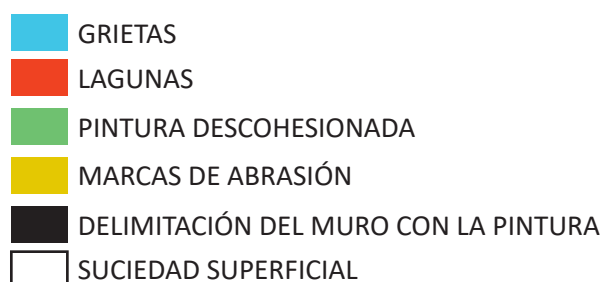 GRIETAS
LAGUNAS
PINTURA DESCOHESIONADA
MARCAS DE ABRASIÓN
DELIMITACIÓN DEL MURO CON LA PINTURA
SUCIEDAD SUPERFICIAL